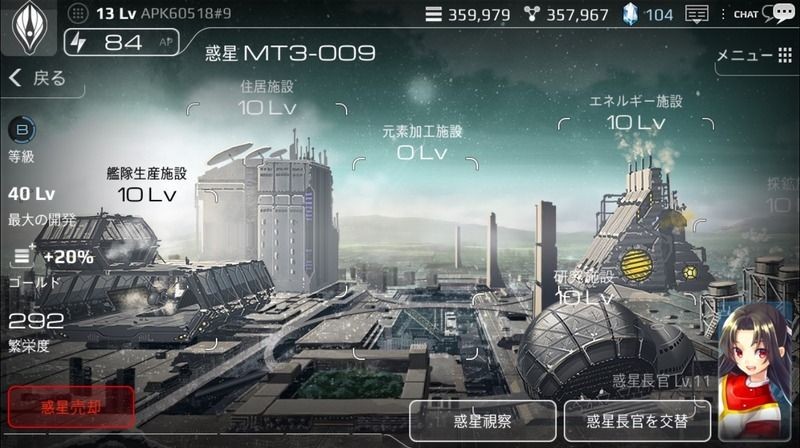 13 Lv APK60518#9
359,979
357,967
104
CHAT
84 AP
惑星 MT3-009
メニュー
戻る
住居施設
10 Lv
エネルギー施設
10 Lv
元素加工施設
0 Lv
B
等級
艦隊生産施設
10 Lv
採鉱
10
40 Lv
最大の開発
+20%
ゴールド
研究施設
10 Lv
292
繁栄度
惑星長官 Lv.11
惑星売却
惑星視察
惑星長官を交替